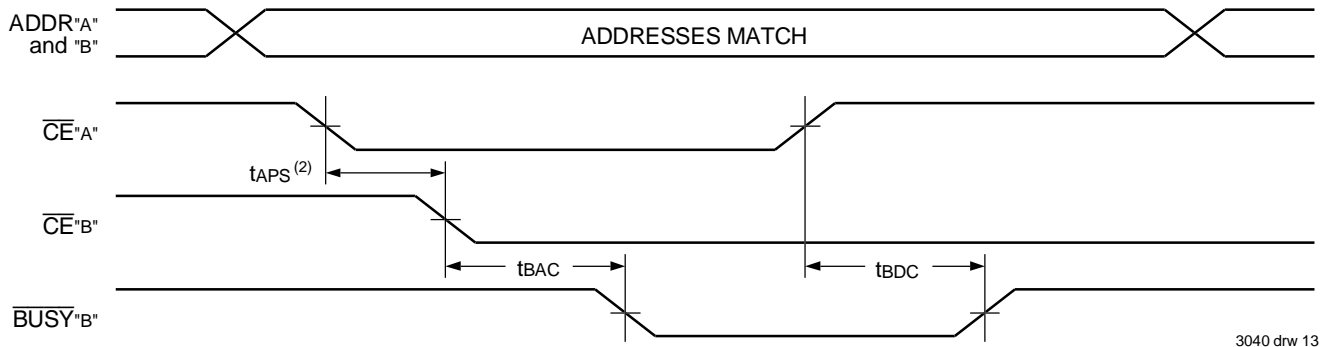 ADDR"A"
and "B"
ADDRESSES MATCH
CE"A"
tAPS (2)
CE"B"
tBAC
tBDC
BUSY"B"
3040 drw 13